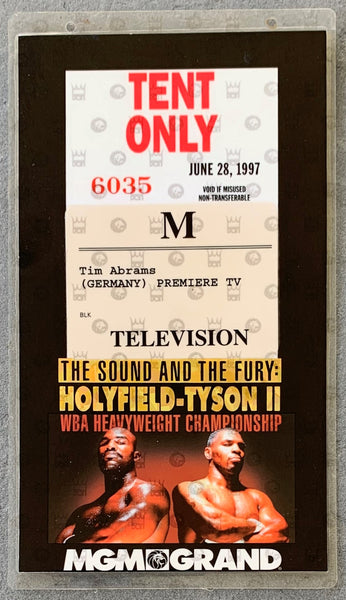 TENT
ONLY
JUNE 28, 1997
6035
VOID IF MISUSED
NON-TRANSFERABLE
M
Tim Abrams
(GERMANY) PREMIERE TV
BLK
TELEVISION
THE SOUND AND THE FURY:
HOLYFIELD-TYSON II
WBA HEAVYWEIGHT CHAMPIONSHIP
MGM GRAND